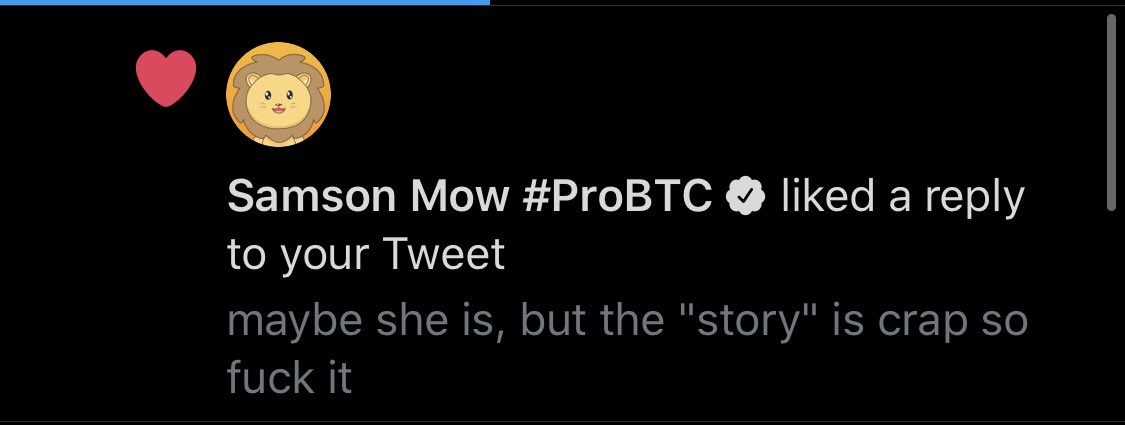 Samson Mow #ProBTC liked a reply
to your Tweet
maybe she is, but the "story" is crap so
fuck it